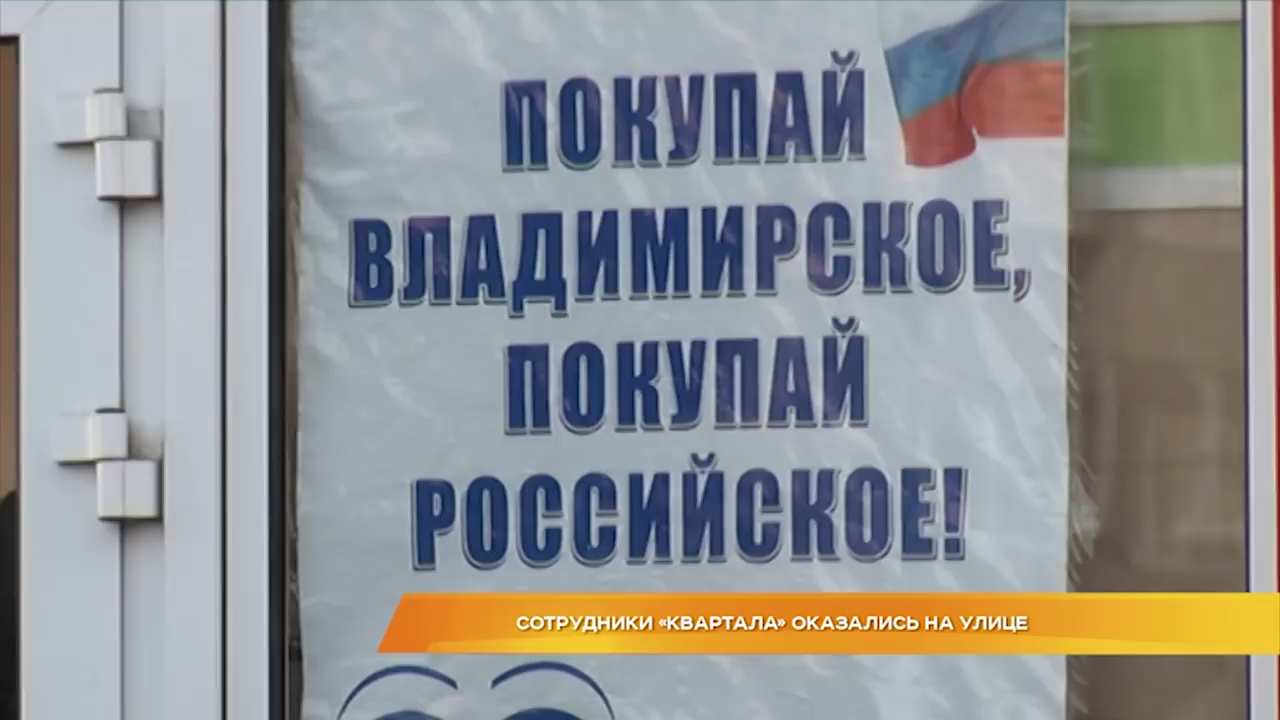 ПОКУПАЙ
ВЛАДИМИРСКОЕ,
ПОКУПАЙ
РОССИЙСКОЕ!
СОТРУДНИКИ «КВАРТАЛА» ОКАЗАЛИСЬ НА УЛИЦЕ